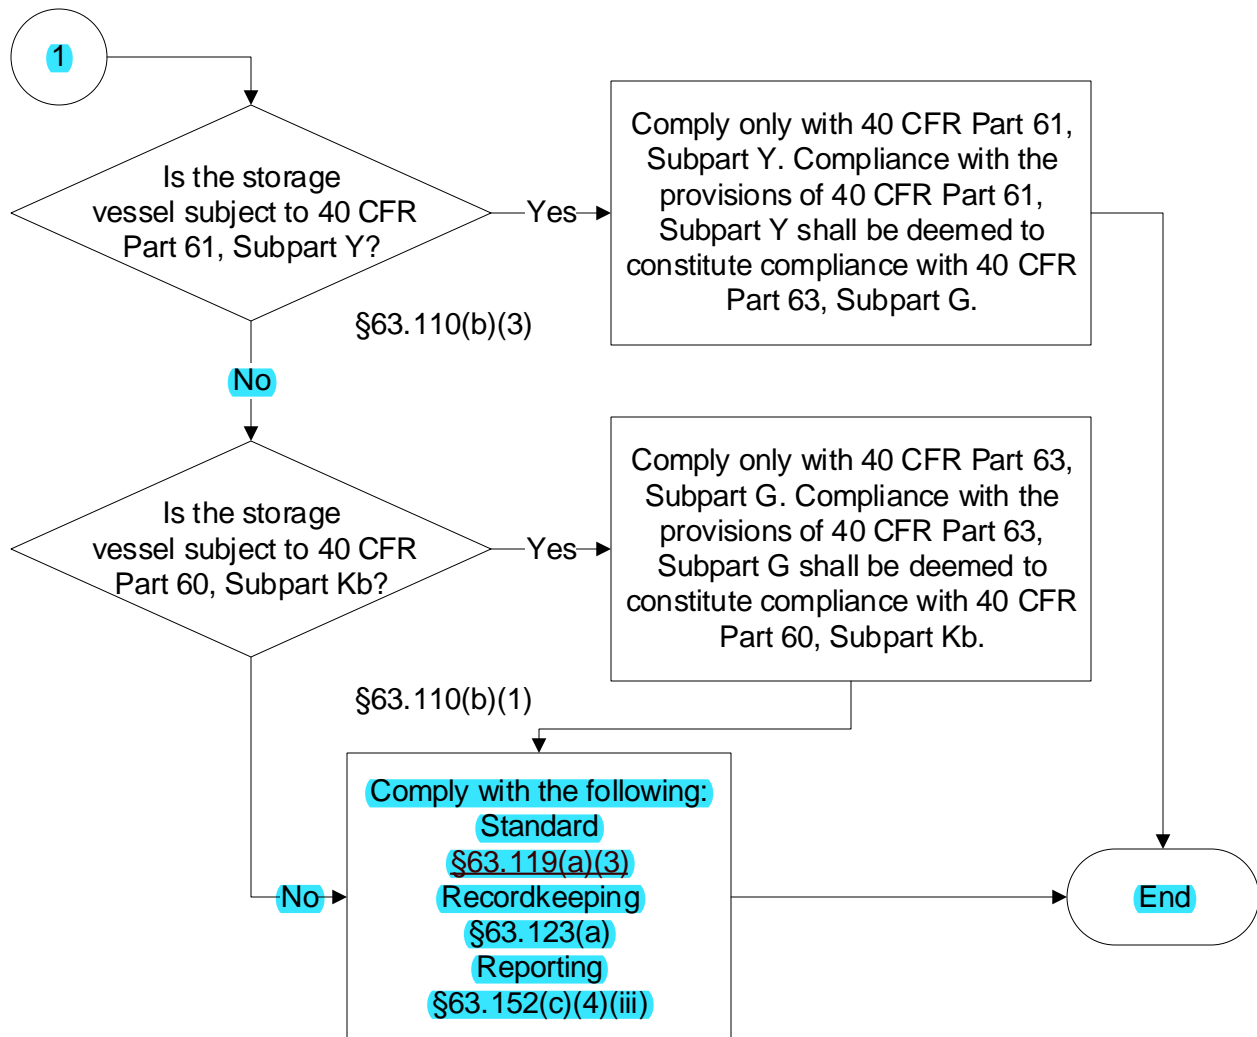 1
Is the storage
vessel subject to 40 CFR
Part 61, Subpart Y?
Yes
Comply only with 40 CFR Part 61,
Subpart Y. Compliance with the
provisions of 40 CFR Part 61,
Subpart Y shall be deemed to
constitute compliance with 40 CFR
Part 63, Subpart G.
§63.110(b)(3)
No
Is the storage
vessel subject to 40 CFR
Part 60, Subpart Kb?
Yes
Comply only with 40 CFR Part 63,
Subpart G. Compliance with the
provisions of 40 CFR Part 63,
Subpart G shall be deemed to
constitute compliance with 40 CFR
Part 60, Subpart Kb.
§63.110(b)(1)
No
Comply with the following:
Standard
§63.119(a)(3)
Recordkeeping
§63.123(a)
Reporting
§63.152(c)(4)(iii)
End